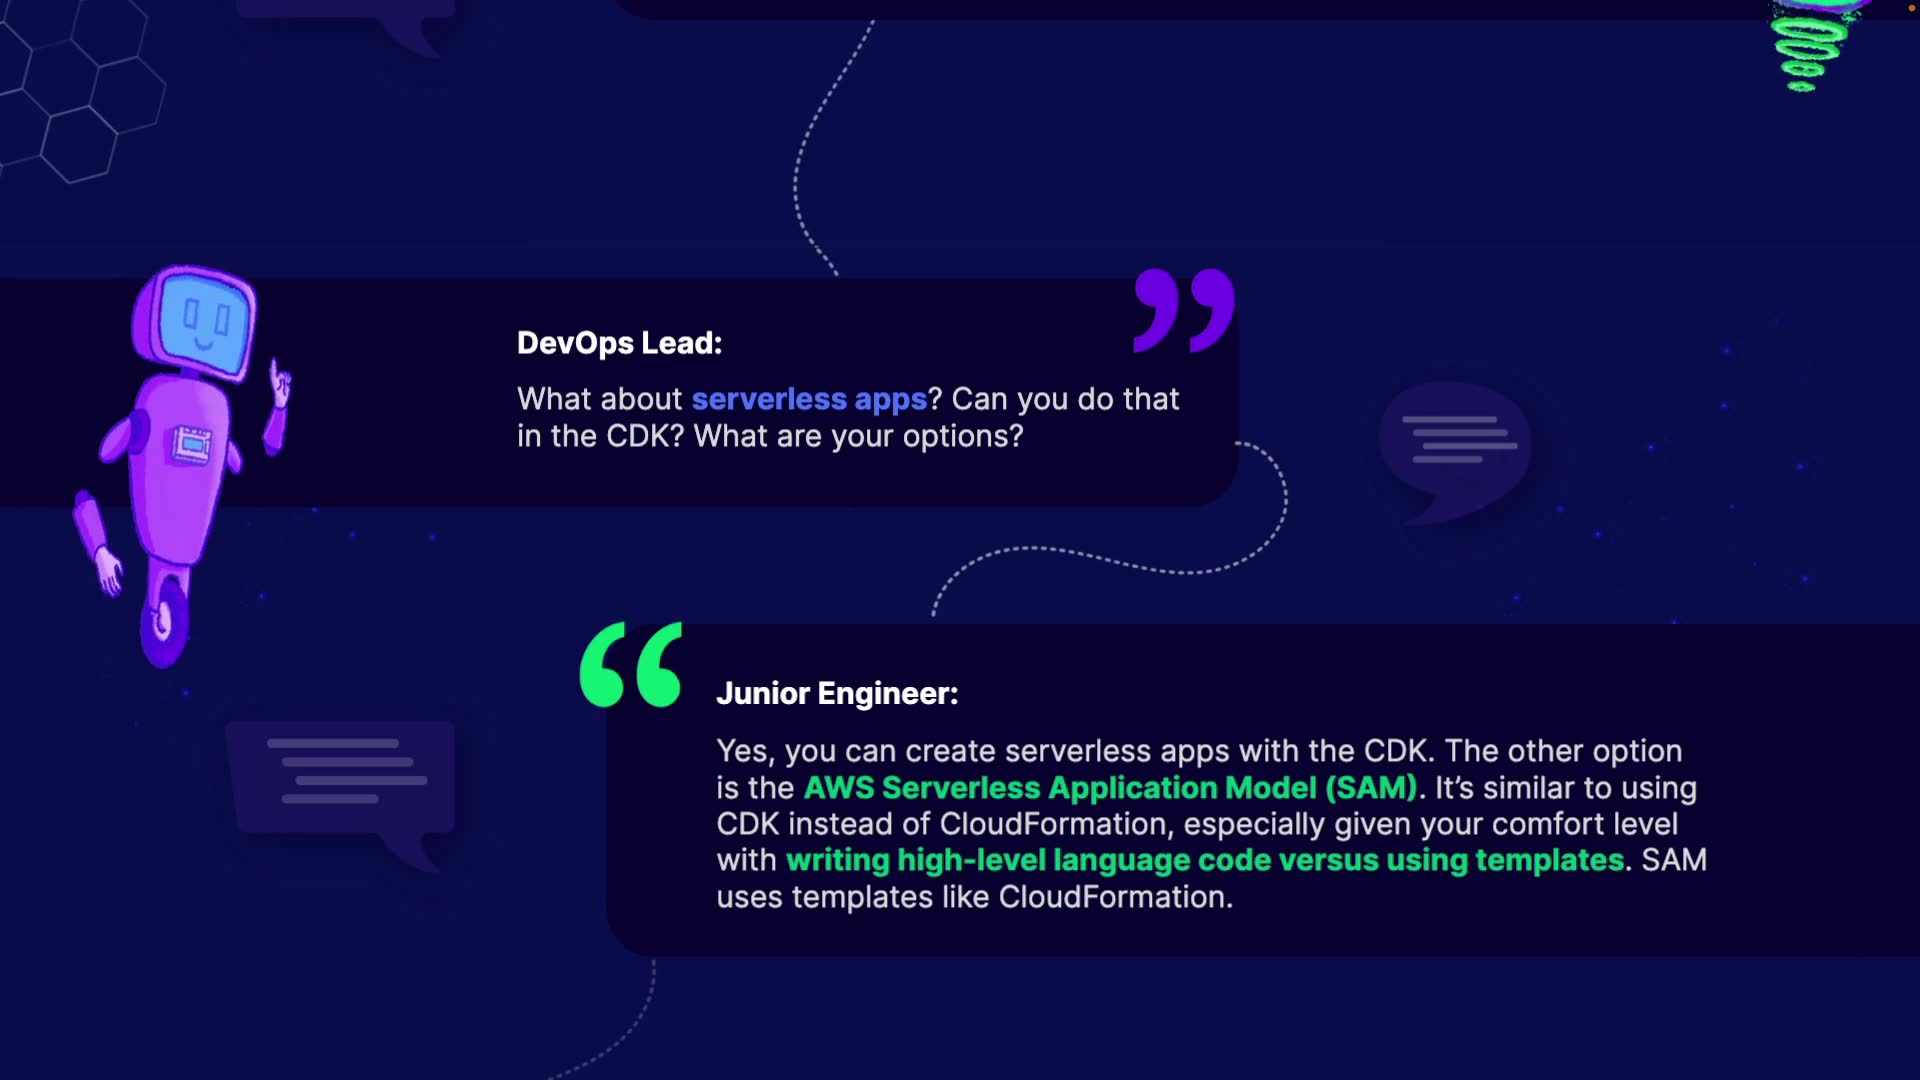 DevOps Lead:
What about serverless apps? Can you do that
in the CDK? What are your options?
Junior Engineer:
Yes, you can create serverless apps with the CDK. The other option
is the AWS Serverless Application Model (SAM). It’s similar to using
CDK instead of CloudFormation, especially given your comfort level
with writing high-level language code versus using templates. SAM
uses templates like CloudFormation.